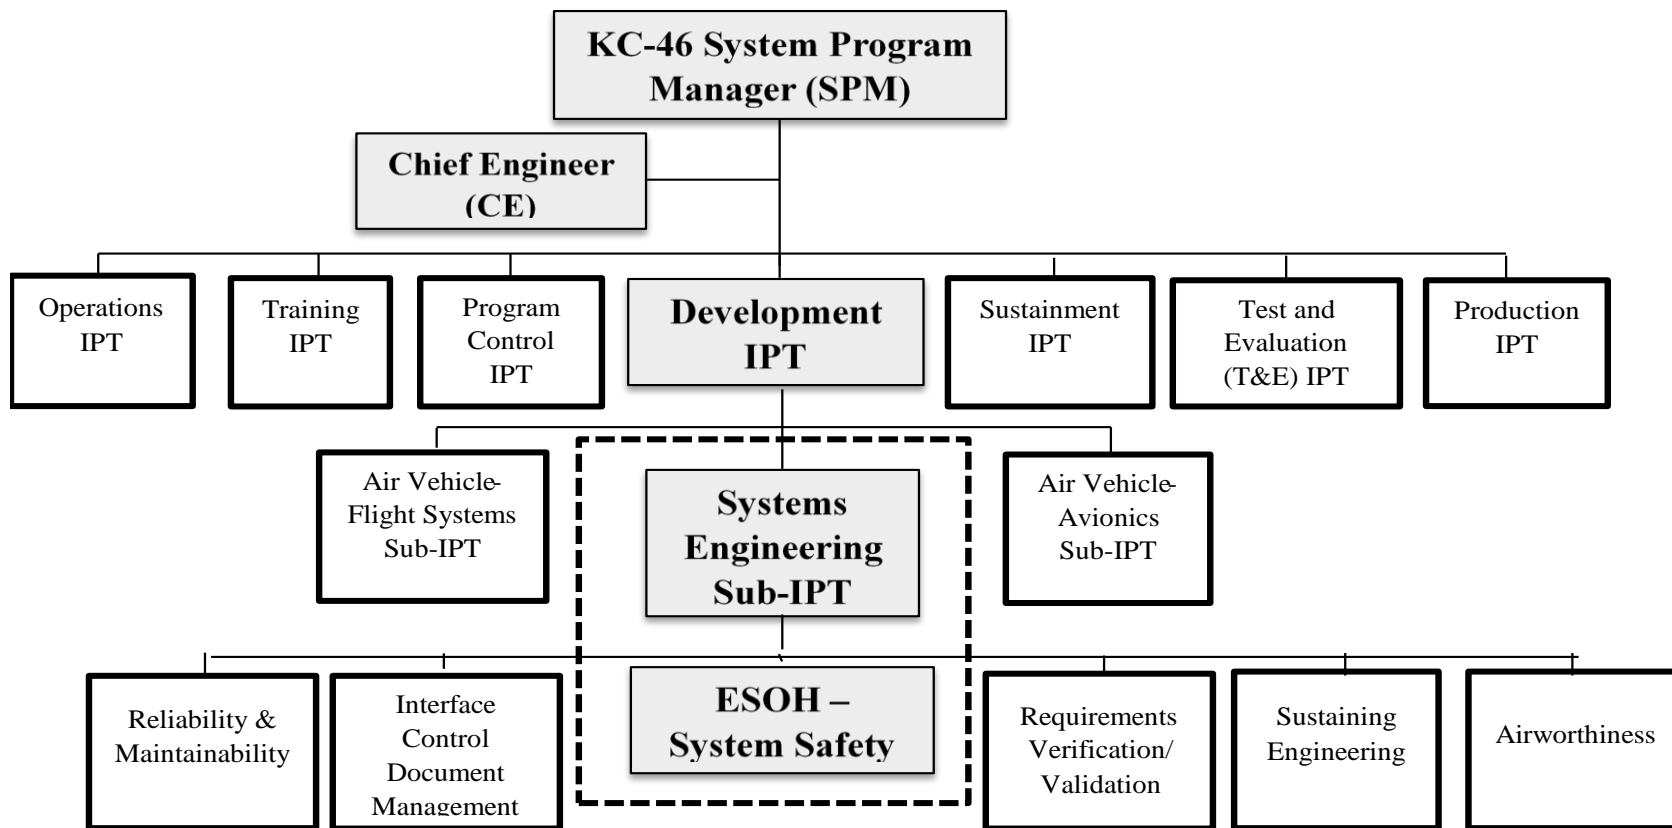 KC-46 System Program
Manager (SPM)
Chief Engineer
(CE)
Operations
IPT
Training
IPT
Program
Control
IPT
Development
IPT
Sustainment
IPT
Test and
Evaluation
(T&E) IPT
Production
IPT
Air Vehicle-
Flight Systems
Sub-IPT
Systems
Engineering
Sub-IPT
Air Vehicle-
Avionics
Sub-IPT
Reliability &
Maintainability
Interface
Control
Document
Management
ESOH –
System Safety
Requirements
Verification/
Validation
Sustaining
Engineering
Airworthiness